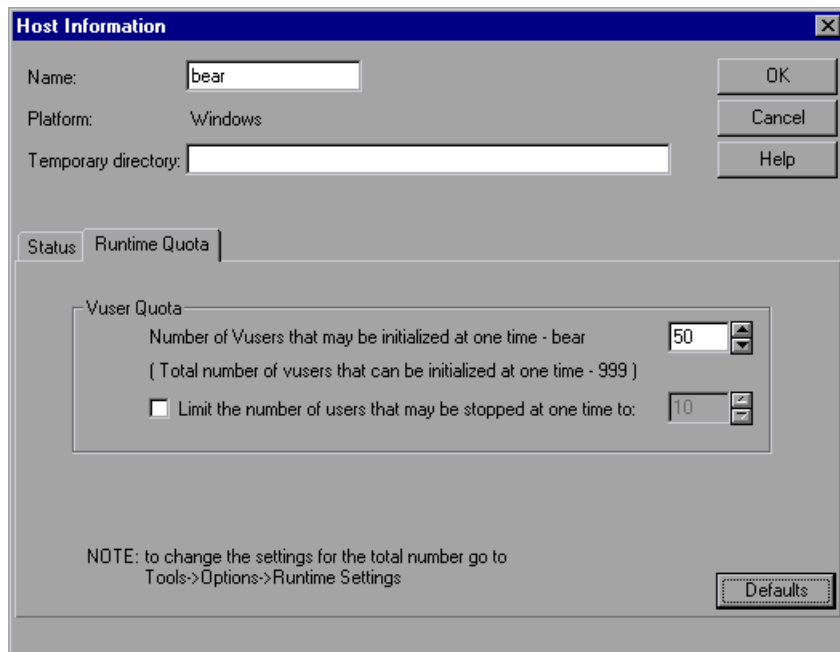 Host Information
Name: bear OK
Platform: Windows Cancel
Temporary directory: Help
Status Runtime Quota
Vuser Quota
Number of Vusers that may be initialized at one time - bear 50
( Total number of vusers that can be initialized at one time - 999 )
Limit the number of users that may be stopped at one time to: 10
NOTE: to change the settings for the total number go to
Tools->Options->Runtime Settings
Defaults